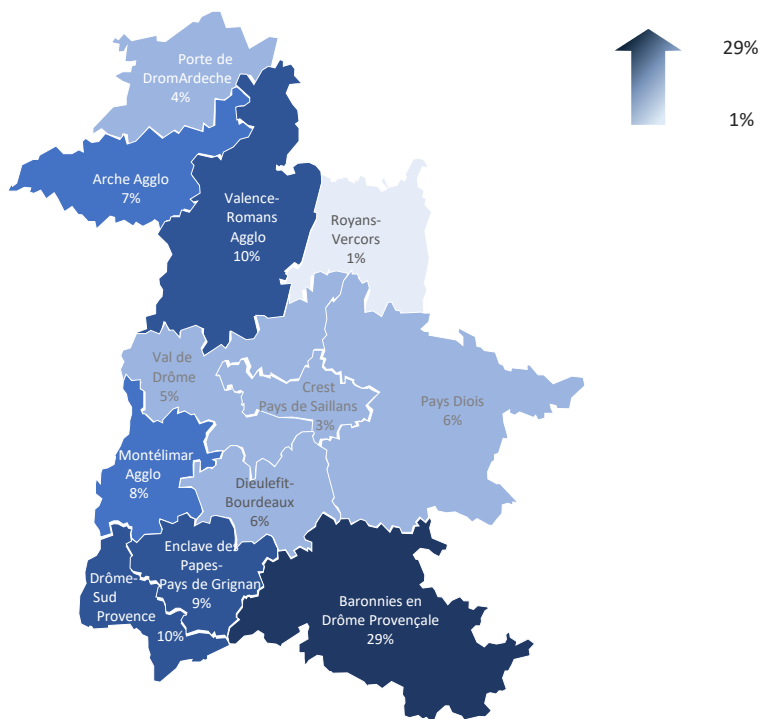 29%
1%
Porte de
DromArdeche
4%
Arche Agglo
7%
Valence-
Romans
Agglo
10%
Royans-
Vercors
1%
Val de
Drôme
5%
Crest
Pays de Saillans
3%
Pays Diois
6%
Montélimar
Agglo
8%
Dieulefit-
Bourdeaux
6%
Enclave des
Papes-
Pays de Grignan
9%
Drôme-
Sud
Provence
10%
Baronnies en
Drôme Provençale
29%